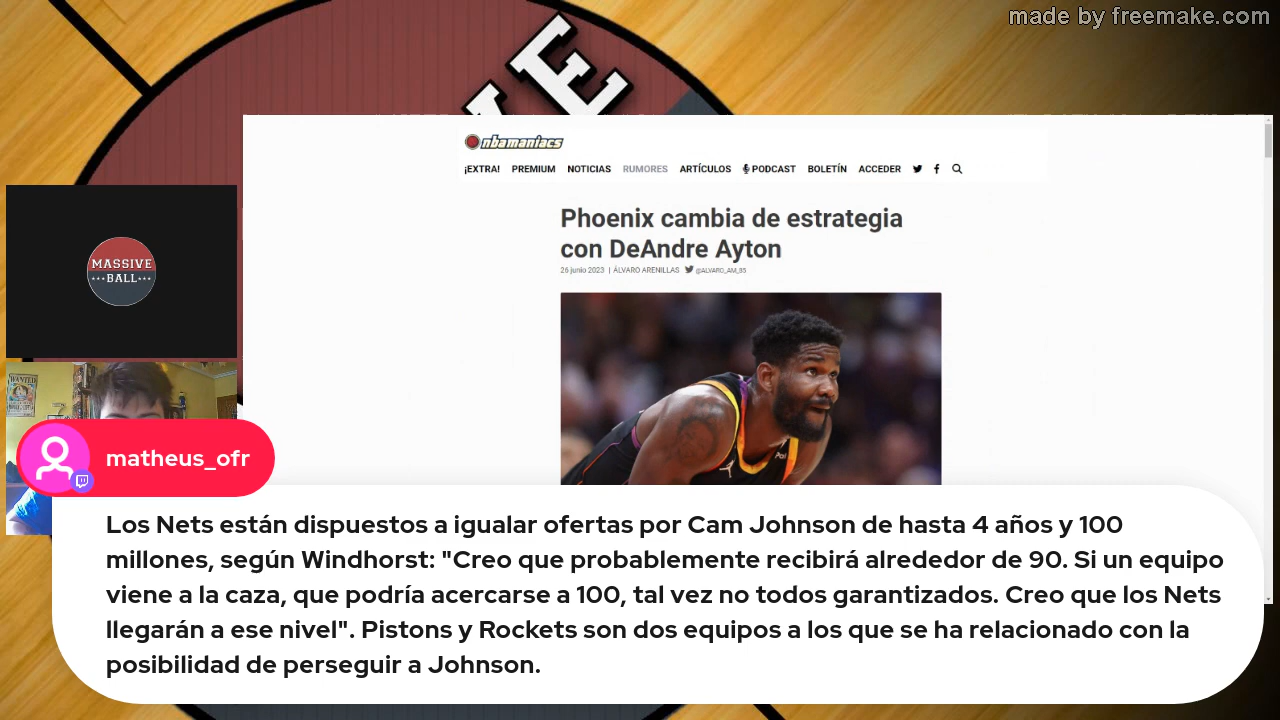 made by freemake.com
VE
nbamaniacs
¡EXTRA! PREMIUM NOTICIAS RUMORES ARTÍCULOS PODCAST BOLETÍN ACCEDER
Phoenix cambia de estrategia
con DeAndre Ayton
26 junio 2023 | ÁLVARO ARENILLAS @ALVARO_AM_85
MASSIVE
BALL
WANTED
matheus_ofr
Los Nets están dispuestos a igualar ofertas por Cam Johnson de hasta 4 años y 100
millones, según Windhorst: "Creo que probablemente recibirá alrededor de 90. Si un equipo
viene a la caza, que podría acercarse a 100, tal vez no todos garantizados. Creo que los Nets
llegarán a ese nivel". Pistons y Rockets son dos equipos a los que se ha relacionado con la
posibilidad de perseguir a Johnson.